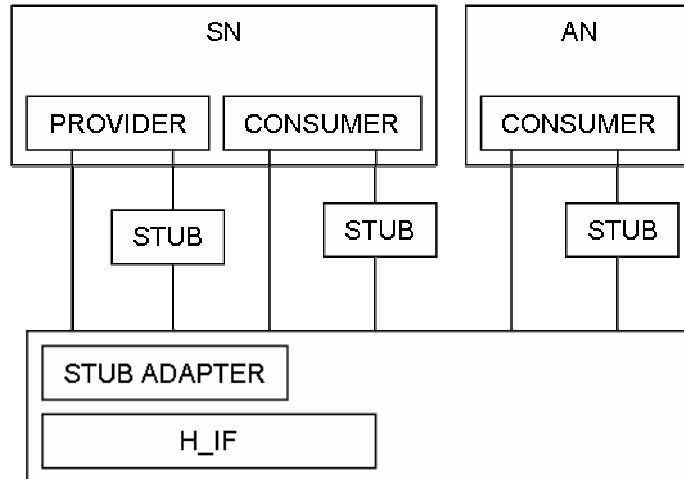 SN
AN
PROVIDER
CONSUMER
CONSUMER
STUB
STUB
STUB
STUB ADAPTER
H_IF